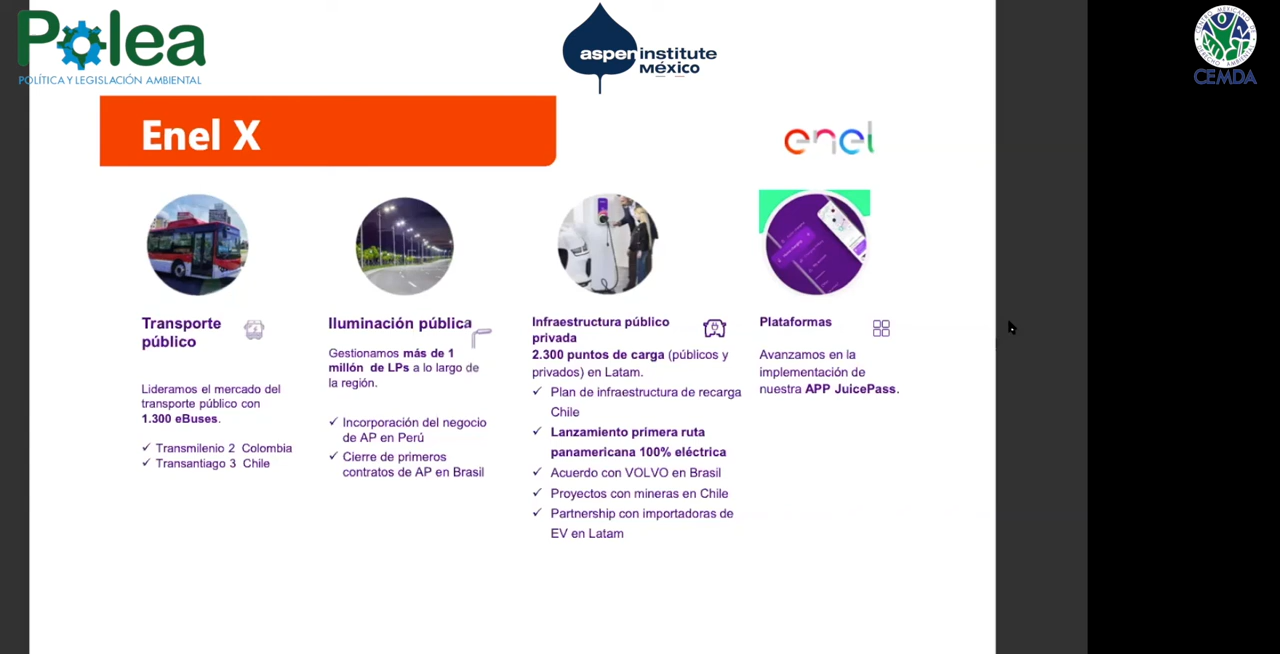 Polea
POLÍTICA Y LEGISLACIÓN AMBIENTAL
aspen institute
MÉXICO
CENTRO MEXICANO
DE DERECHO AMBIENTAL
CEMDA
Enel X
enel
Transporte
público
Lideramos el mercado del
transporte público con
1.300 eBuses.
✓ Transmilenio 2 Colombia
✓ Transantiago 3 Chile
Iluminación pública
Gestionamos más de 1
millón de LPs a lo largo de
la región.
✓ Incorporación del negocio
de AP en Perú
✓ Cierre de primeros
contratos de AP en Brasil
Infraestructura público
privada
2.300 puntos de carga (públicos y
privados) en Latam.
✓ Plan de infraestructura de recarga
Chile
✓ Lanzamiento primera ruta
panamericana 100% eléctrica
✓ Acuerdo con VOLVO en Brasil
✓ Proyectos con mineras en Chile
✓ Partnership con importadoras de
EV en Latam
Plataformas
Avanzamos en la
implementación de
nuestra APP JuicePass.